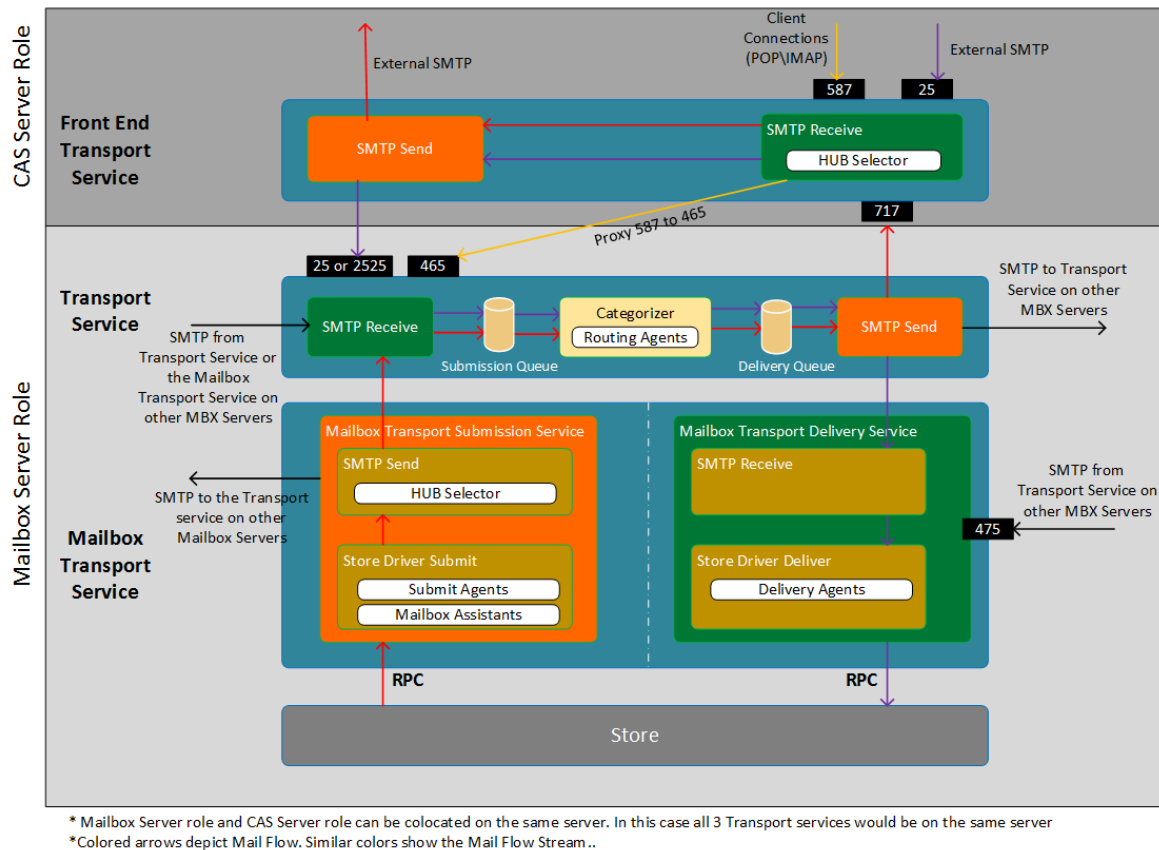 CAS Server Role
Client
Connections
(POP\IMAP)
External SMTP
External SMTP
587
25
Front End
Transport
Service
SMTP Send
SMTP Receive
HUB Selector
717
Proxy 587 to 465
Mailbox Server Role
25 or 2525
465
Transport
Service
SMTP Receive
Submission Queue
Categorizer
Routing Agents
Delivery Queue
SMTP Send
SMTP to Transport
Service on other
MBX Servers
SMTP from
Transport Service or
the Mailbox
Transport Service on
other MBX Servers
Mailbox Transport Submission Service
SMTP Send
HUB Selector
Store Driver Submit
Submit Agents
Mailbox Assistants
Mailbox Transport Delivery Service
SMTP Receive
Store Driver Deliver
Delivery Agents
SMTP to the Transport
service on other
Mailbox Servers
Mailbox
Transport
Service
SMTP from
Transport Service on
other MBX Servers
475
RPC
RPC
Store
* Mailbox Server role and CAS Server role can be colocated on the same server. In this case all 3 Transport services would be on the same server
*Colored arrows depict Mail Flow. Similar colors show the Mail Flow Stream..